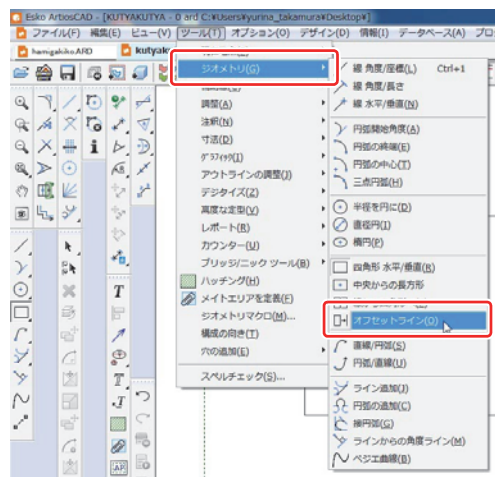 Esko ArtiosCAD - [KUTYAKUTYA - 0 ard C:¥Users¥yurina_takamura¥Desktop¥]
ファイル(F) 編集(E) ビュー(V) ツール(T) オプション(O) デザイン(D) 情報(I) データベース(A) プロ
hamigakiho.ARD kutyak
ジオメトリ(G)
調整(A)
注釈(N)
寸法(D)
グラフィック(I)
アウトラインの調整(J)
デジタイズ(Z)
高度な定型(V)
レポート(R)
カウンター(U)
ブリッジ/ニック ツール(B)
ハッチング(H)
メイトエリアを定義(F)
ジオメトリマクロ(M)...
構成の向き(T)
穴の追加(E)
スペルチェック(S)...
線 角度/座標(L) Ctrl+1
線 角度/長さ
線 水平/垂直(N)
円弧開始角度(A)
円弧の終端(E)
円弧の中心(T)
三点円弧(H)
半径を円に(D)
直径円(I)
楕円(P)
四角形 水平/垂直(R)
中央からの長方形
オフセットライン(O)
直線/円弧(S)
円弧/直線(U)
ライン追加(J)
円弧の追加(C)
接円弧(G)
ラインからの角度ライン(M)
ベジエ曲線(B)